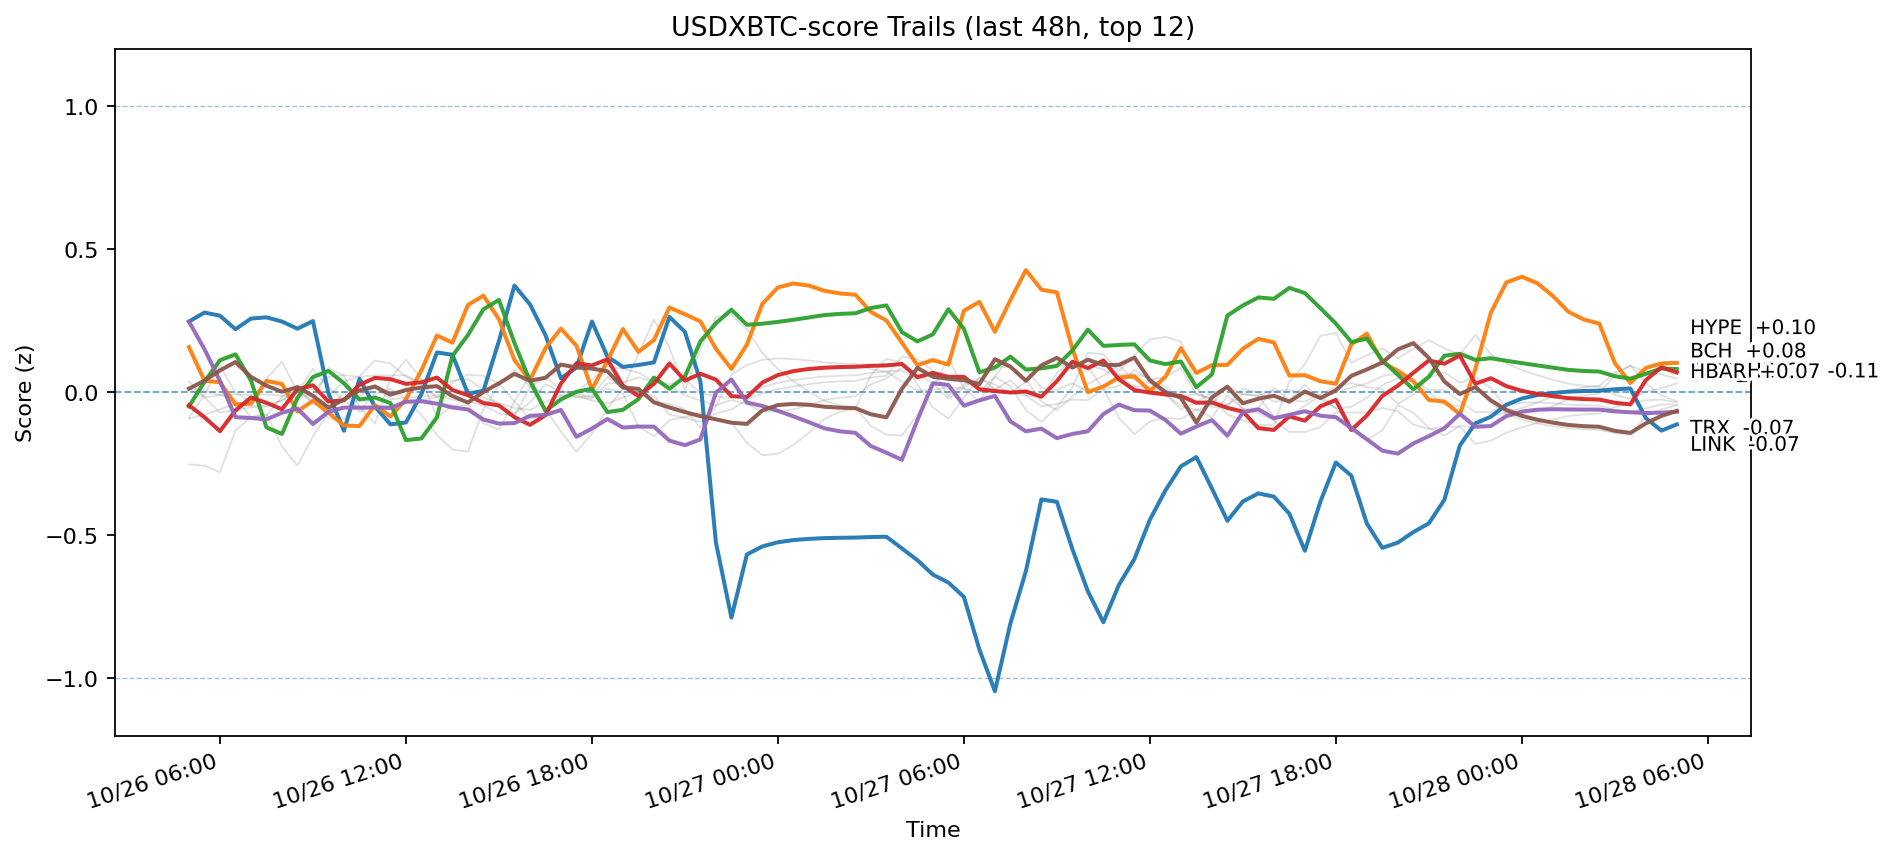 USDXBTC-score Trails (last 48h, top 12)
Score (z)
1.0
0.5
0.0
−0.5
−1.0
HYPE +0.10
BCH +0.08
HBAR +0.07 -0.11
TRX -0.07
LINK -0.07
10/26 06:00
10/26 12:00
10/26 18:00
10/27 00:00
10/27 06:00
10/27 12:00
10/27 18:00
10/28 00:00
10/28 06:00
Time